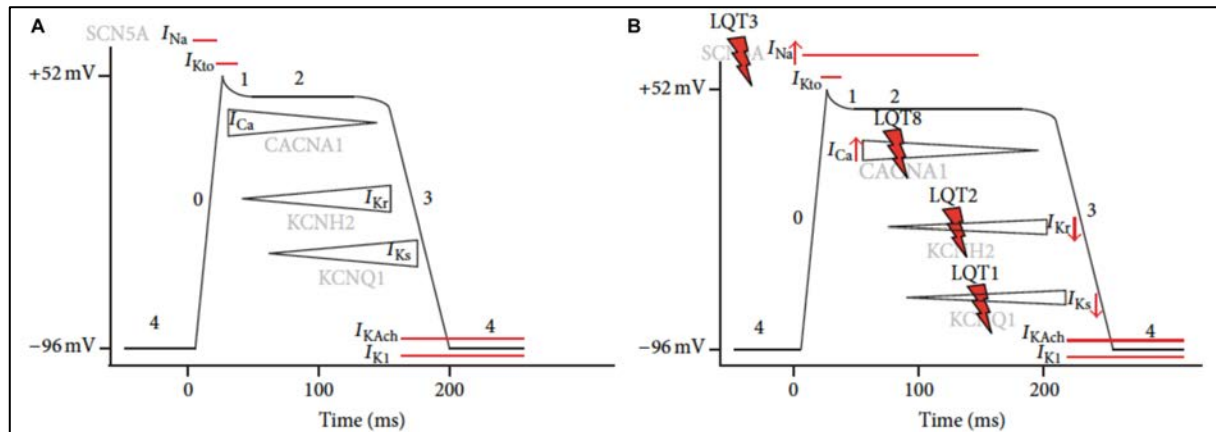 A
SCN5A
INa
IKto
+52 mV
1
2
ICa
CACNA1
0
IKr
3
KCNH2
IKs
KCNQ1
4
IKAch
4
−96 mV
IK1
0
100
200
Time (ms)
B
LQT3
SCN5A
INa
IKto
+52 mV
1
2
LQT8
ICa
CACNA1
LQT2
0
3
IKr
KCNH2
LQT1
IKs
KCNQ1
4
IKAch
4
−96 mV
IK1
0
100
200
Time (ms)